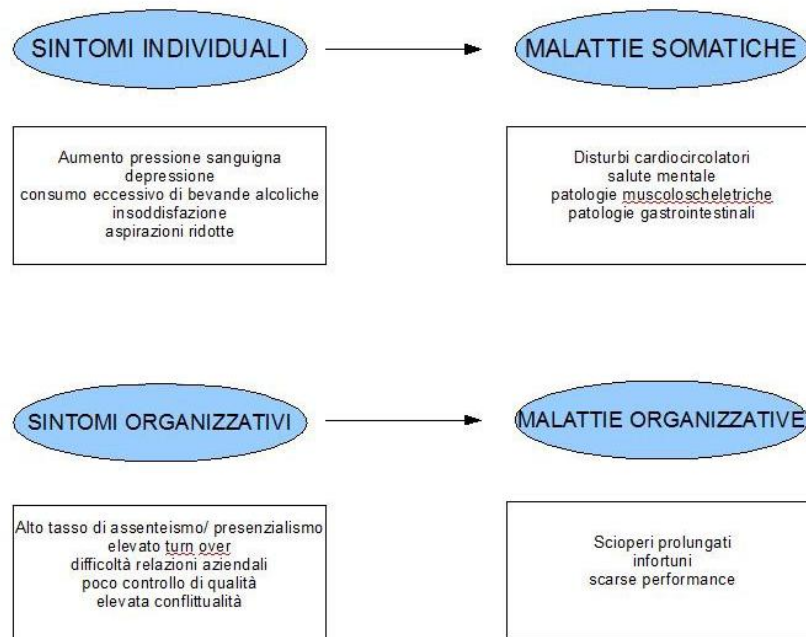 SINTOMI INDIVIDUALI
MALATTIE SOMATICHE
Aumento pressione sanguigna
depressione
consumo eccessivo di bevande alcoliche
insoddisfazione
aspirazioni ridotte
Disturbi cardiocircolatori
salute mentale
patologie muscoloscheletriche
patologie gastrointestinali
SINTOMI ORGANIZZATIVI
MALATTIE ORGANIZZATIVE
Alto tasso di assenteismo/ presenzialismo
elevato turn over
difficoltà relazioni aziendali
poco controllo di qualità
elevata conflittualità
Scioperi prolungati
infortuni
scarse performance